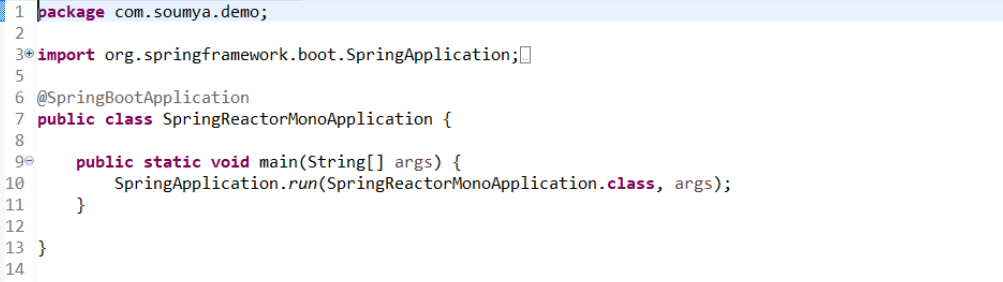 1 package com.soumya.demo;
2
3 import org.springframework.boot.SpringApplication;
5
6 @SpringBootApplication
7 public class SpringReactorMonoApplication {
8
9     public static void main(String[] args) {
10         SpringApplication.run(SpringReactorMonoApplication.class, args);
11     }
12
13 }
14